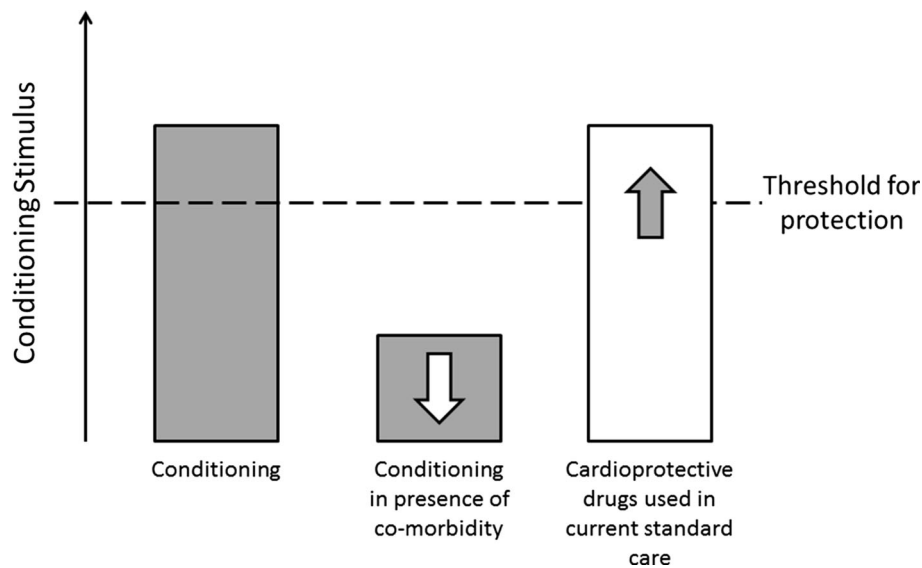 Conditioning Stimulus
Threshold for
protection
Conditioning
Conditioning
in presence of
co-morbidity
Cardioprotective
drugs used in
current standard
care